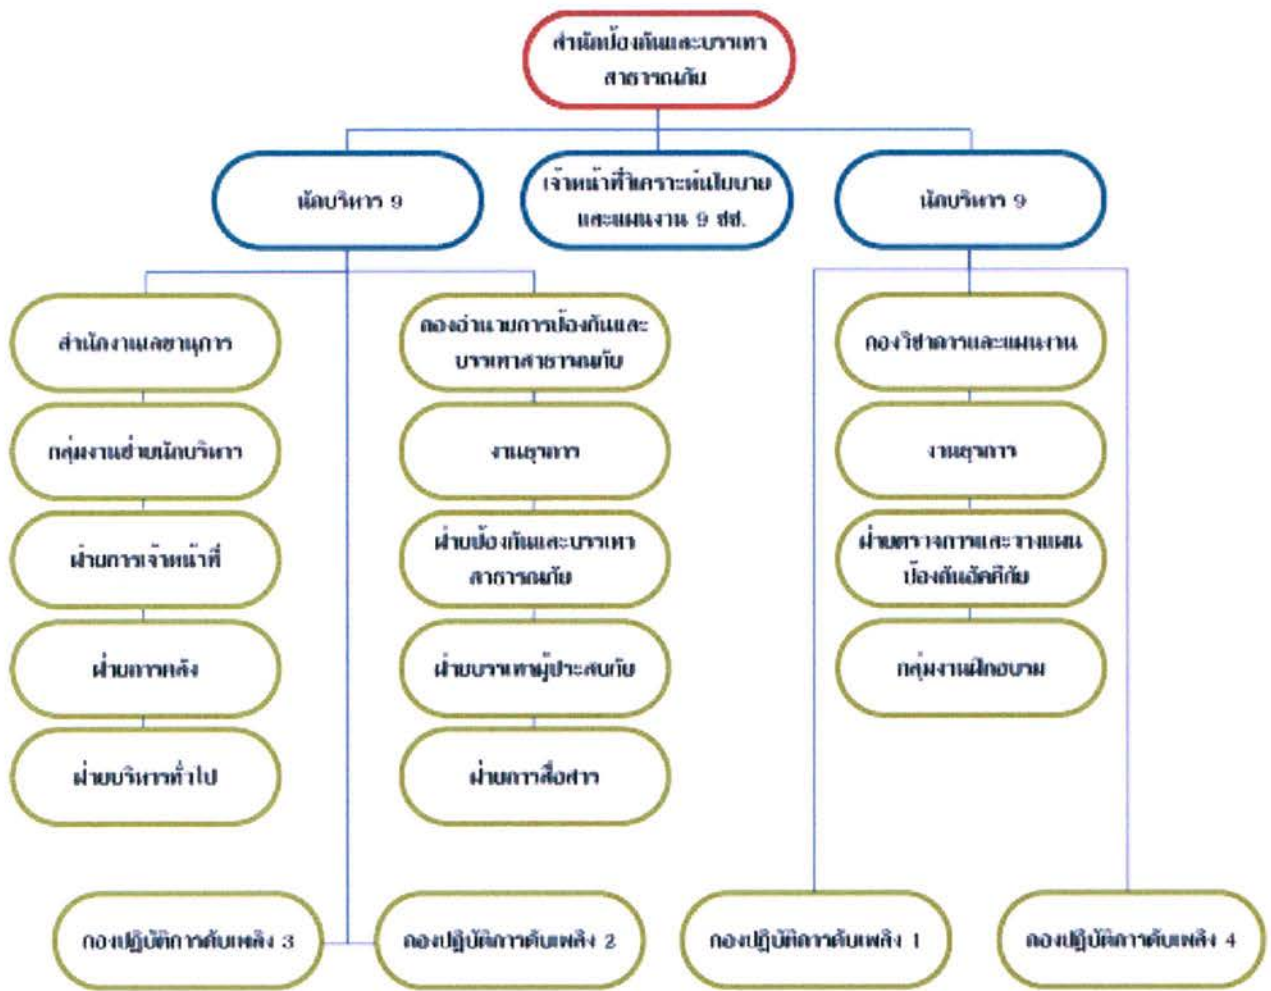 สำนักป้องกันและบรรเทา
สาธารณภัย
นักบริหาร 9
เจ้าหน้าที่วิเคราะห์นโยบาย
และแผนงาน 9 ชช.
นักบริหาร 9
สำนักงานเลขานุการ
กองอำนวยการป้องกันและ
บรรเทาสาธารณภัย
กองวิชาการและแผนงาน
กลุ่มงานช่วยนักบริหาร
งานธุรการ
งานธุรการ
ฝ่ายการเจ้าหน้าที่
ฝ่ายป้องกันและบรรเทา
สาธารณภัย
ฝ่ายตรวจการและวางแผน
ป้องกันอัคคีภัย
ฝ่ายการคลัง
ฝ่ายบรรเทาผู้ประสบภัย
กลุ่มงานฝึกอบรม
ฝ่ายบริหารทั่วไป
ฝ่ายการสื่อสาร
กองปฏิบัติการดับเพลิง 3
กองปฏิบัติการดับเพลิง 2
กองปฏิบัติการดับเพลิง 1
กองปฏิบัติการดับเพลิง 4